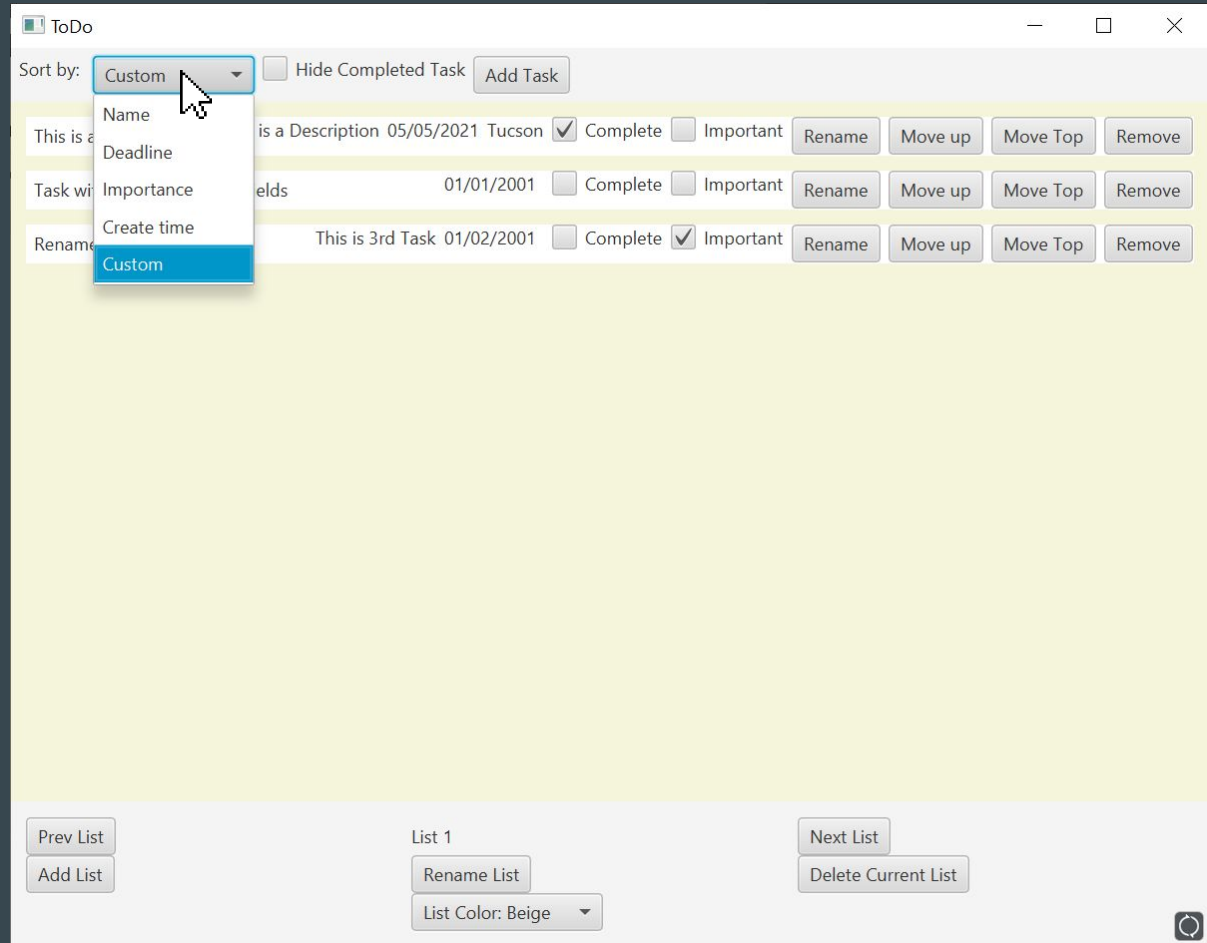 ToDo
Sort by: Custom Hide Completed Task Add Task
Name
Deadline
Importance
Create time
Custom
This is a is a Description 05/05/2021 Tucson Complete Important Rename Move up Move Top Remove
Task wi elds 01/01/2001 Complete Important Rename Move up Move Top Remove
Rename This is 3rd Task 01/02/2001 Complete Important Rename Move up Move Top Remove
Prev List List 1 Next List
Add List Rename List Delete Current List
List Color: Beige